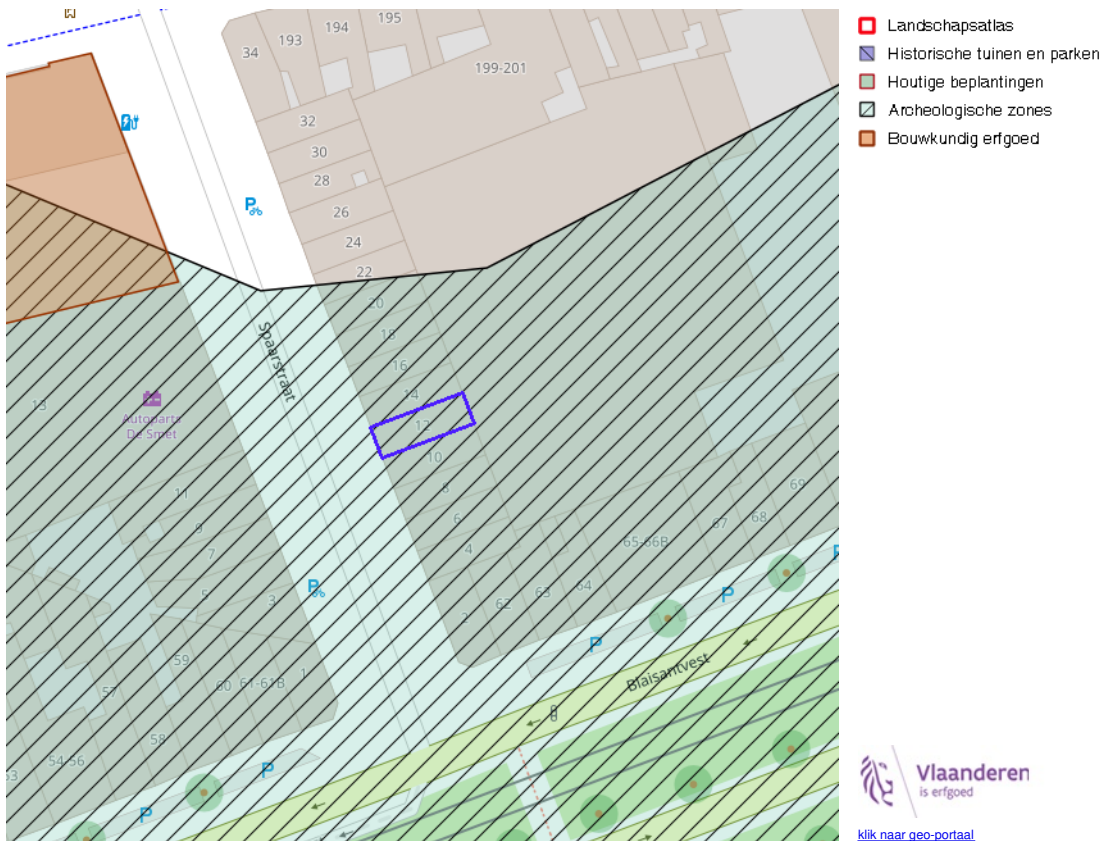 Landschapsatlas
Historische tuinen en parken
Houtige beplantingen
Archeologische zones
Bouwkundig erfgoed
195
194
193
34
199-201
32
30
28
26
24
22
20
18
16
14
12
10
8
6
4
2
Spaarstraat
13
Autoparts
De Smet
11
9
7
5
3
1
59
60
61-61B
57
58
54-56
53
62
63
64
65-66B
67
68
69
P
P
P
P
P
P
P
Blaisantvest
Vlaanderen
is erfgoed
klik naar geo-portaal